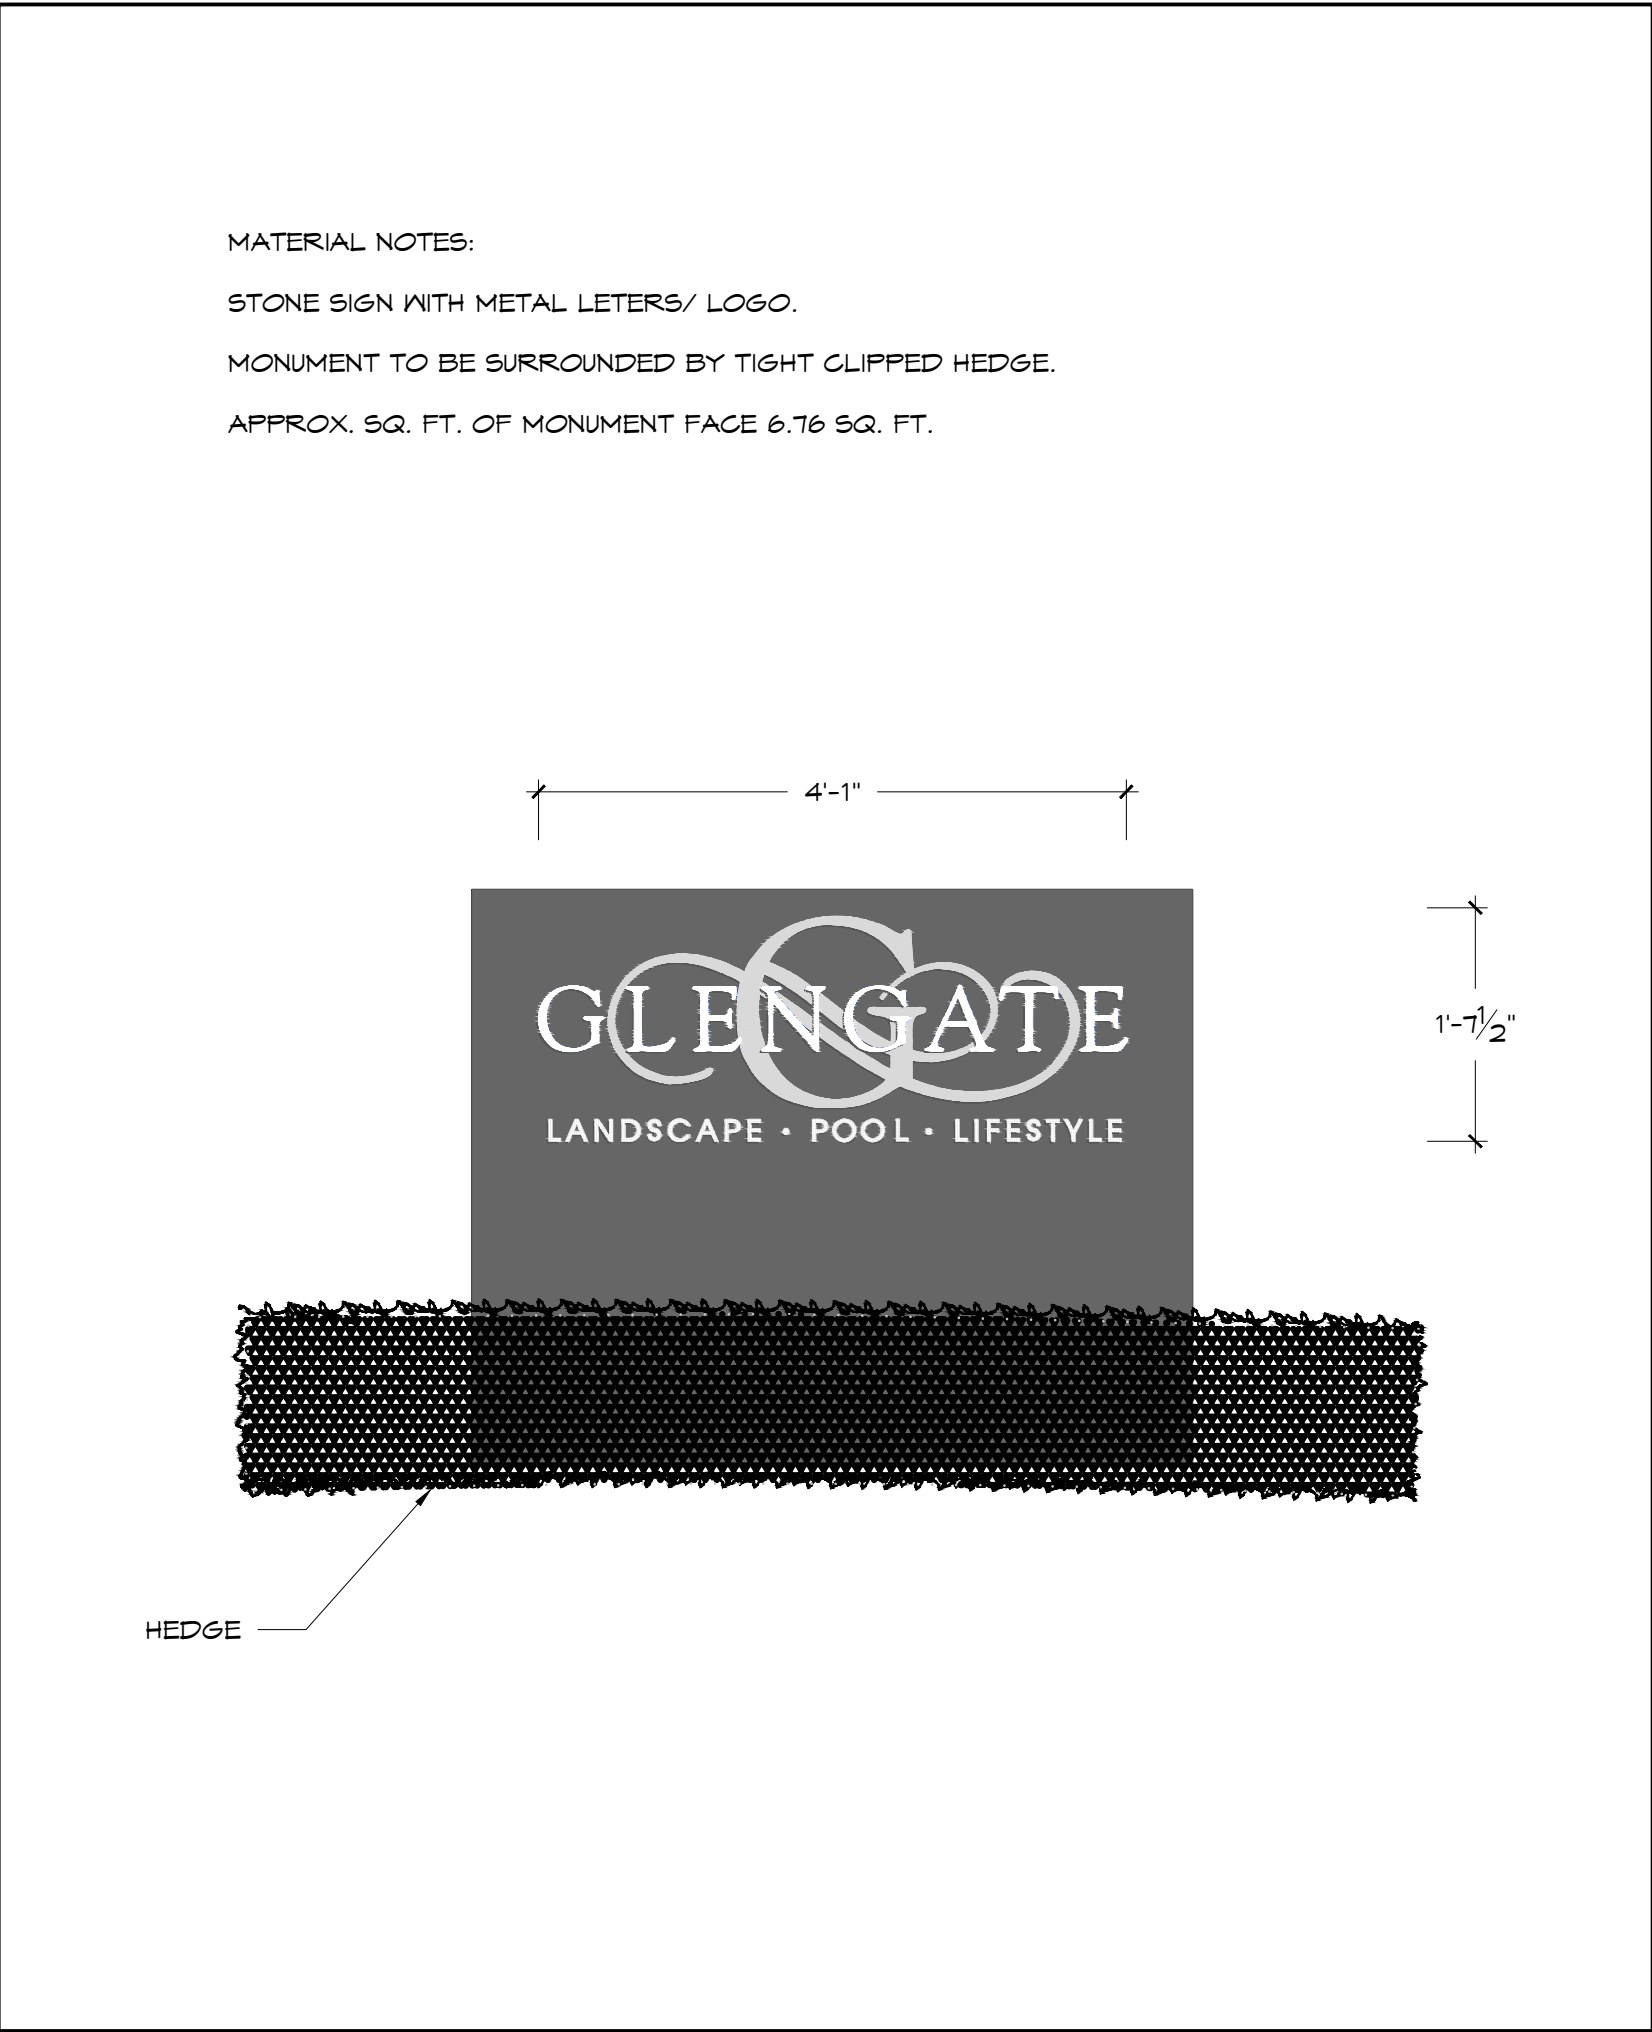 MATERIAL NOTES:
STONE SIGN WITH METAL LETERS/ LOGO.
MONUMENT TO BE SURROUNDED BY TIGHT CLIPPED HEDGE.
APPROX. SQ. FT. OF MONUMENT FACE 6.76 SQ. FT.
4'-1"
G
GLENGATE
1'-7½"
LANDSCAPE • POOL • LIFESTYLE
HEDGE